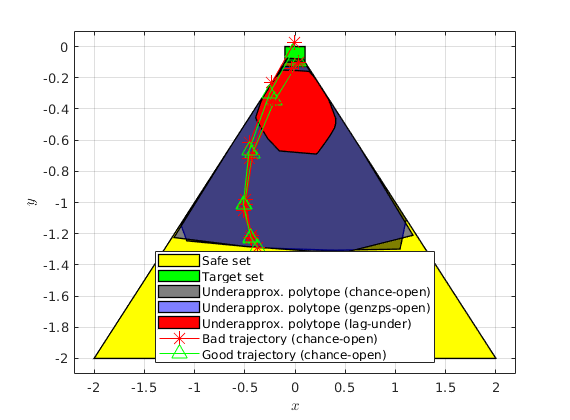 0
-0.2
-0.4
-0.6
-0.8
-1
-1.2
-1.4
-1.6
-1.8
-2
y
Safe set
Target set
Underapprox. polytope (chance-open)
Underapprox. polytope (genzps-open)
Underapprox. polytope (lag-under)
Bad trajectory (chance-open)
Good trajectory (chance-open)
-2 -1.5 -1 -0.5 0 0.5 1 1.5 2
x